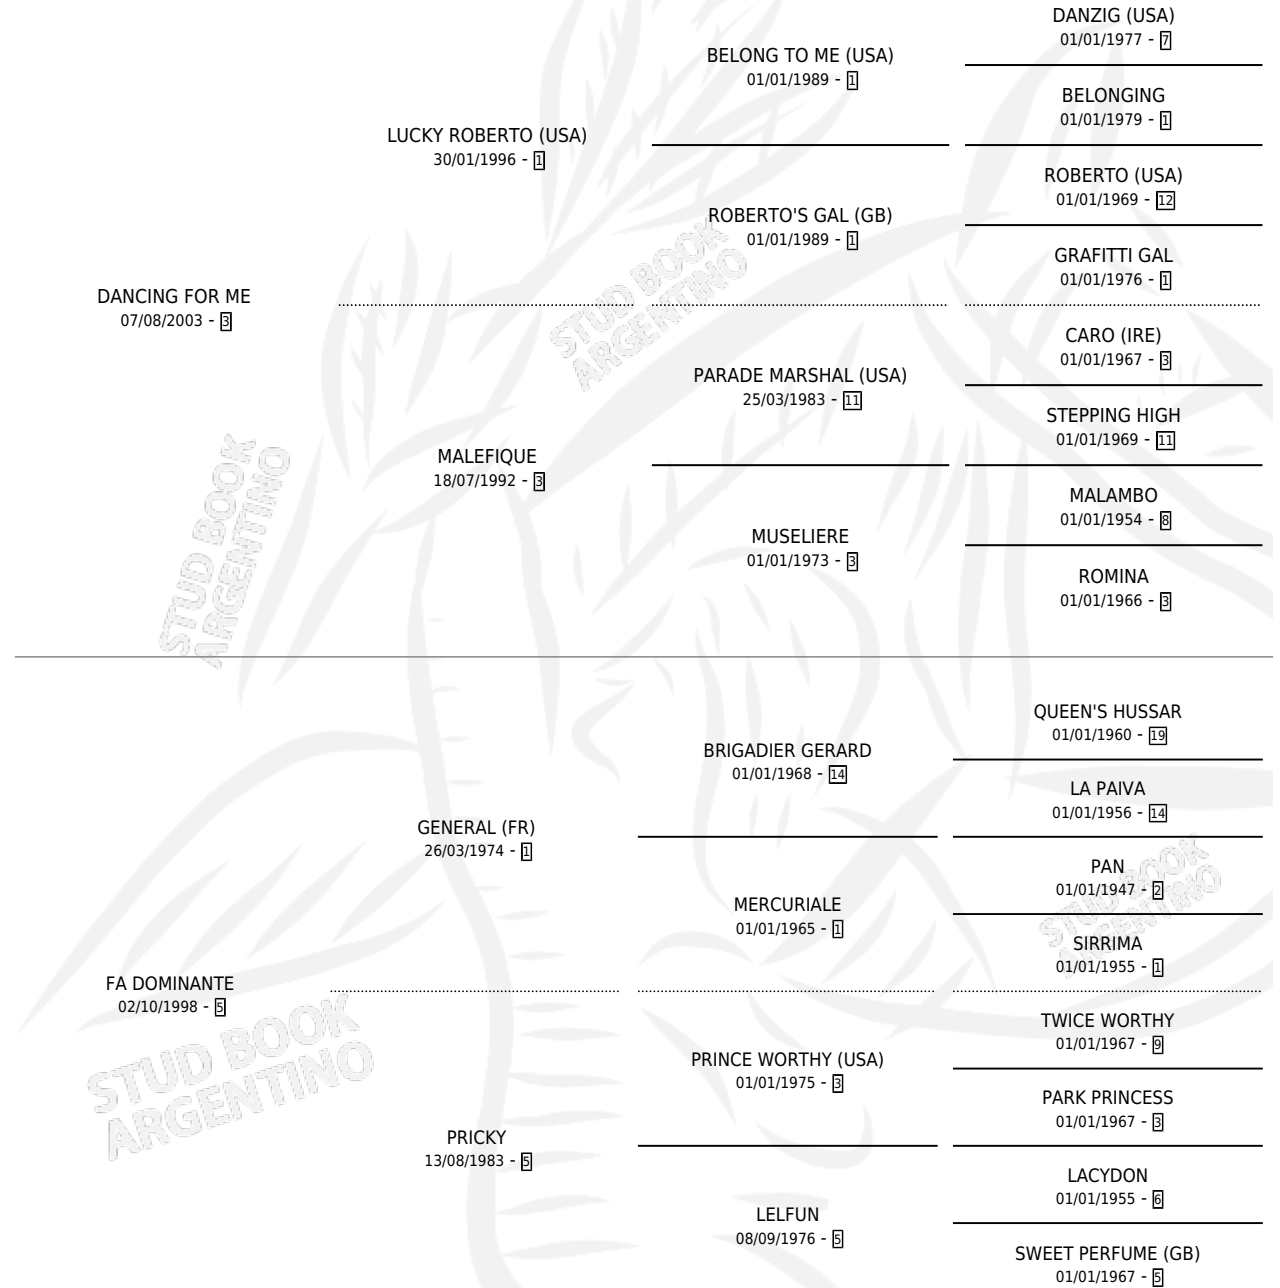 DANZIG (USA)
01/01/1977 - 7
BELONG TO ME (USA)
01/01/1989 - 1
BELONGING
01/01/1979 - 1
LUCKY ROBERTO (USA)
30/01/1996 - 1
ROBERTO (USA)
01/01/1969 - 12
ROBERTO'S GAL (GB)
01/01/1989 - 1
GRAFITTI GAL
01/01/1976 - 1
DANCING FOR ME
07/08/2003 - 3
STUD BOOK
ARGENTINO
CARO (IRE)
01/01/1967 - 3
PARADE MARSHAL (USA)
25/03/1983 - 11
STEPPING HIGH
01/01/1969 - 11
MALEFIQUE
18/07/1992 - 3
MALAMBO
01/01/1954 - 8
MUSELIERE
01/01/1973 - 3
ROMINA
01/01/1966 - 3
STUD BOOK
ARGENTINO
QUEEN'S HUSSAR
01/01/1960 - 19
BRIGADIER GERARD
01/01/1968 - 14
LA PAIVA
01/01/1956 - 14
GENERAL (FR)
26/03/1974 - 1
PAN
01/01/1947 - 2
MERCURIALE
01/01/1965 - 1
SIRRIMA
01/01/1955 - 1
STUD BOOK
ARGENTINO
FA DOMINANTE
02/10/1998 - 5
TWICE WORTHY
01/01/1967 - 9
PRINCE WORTHY (USA)
01/01/1975 - 3
PARK PRINCESS
01/01/1967 - 3
STUD BOOK
ARGENTINO
PRICKY
13/08/1983 - 5
LACYDON
01/01/1955 - 6
LELFUN
08/09/1976 - 5
SWEET PERFUME (GB)
01/01/1967 - 5